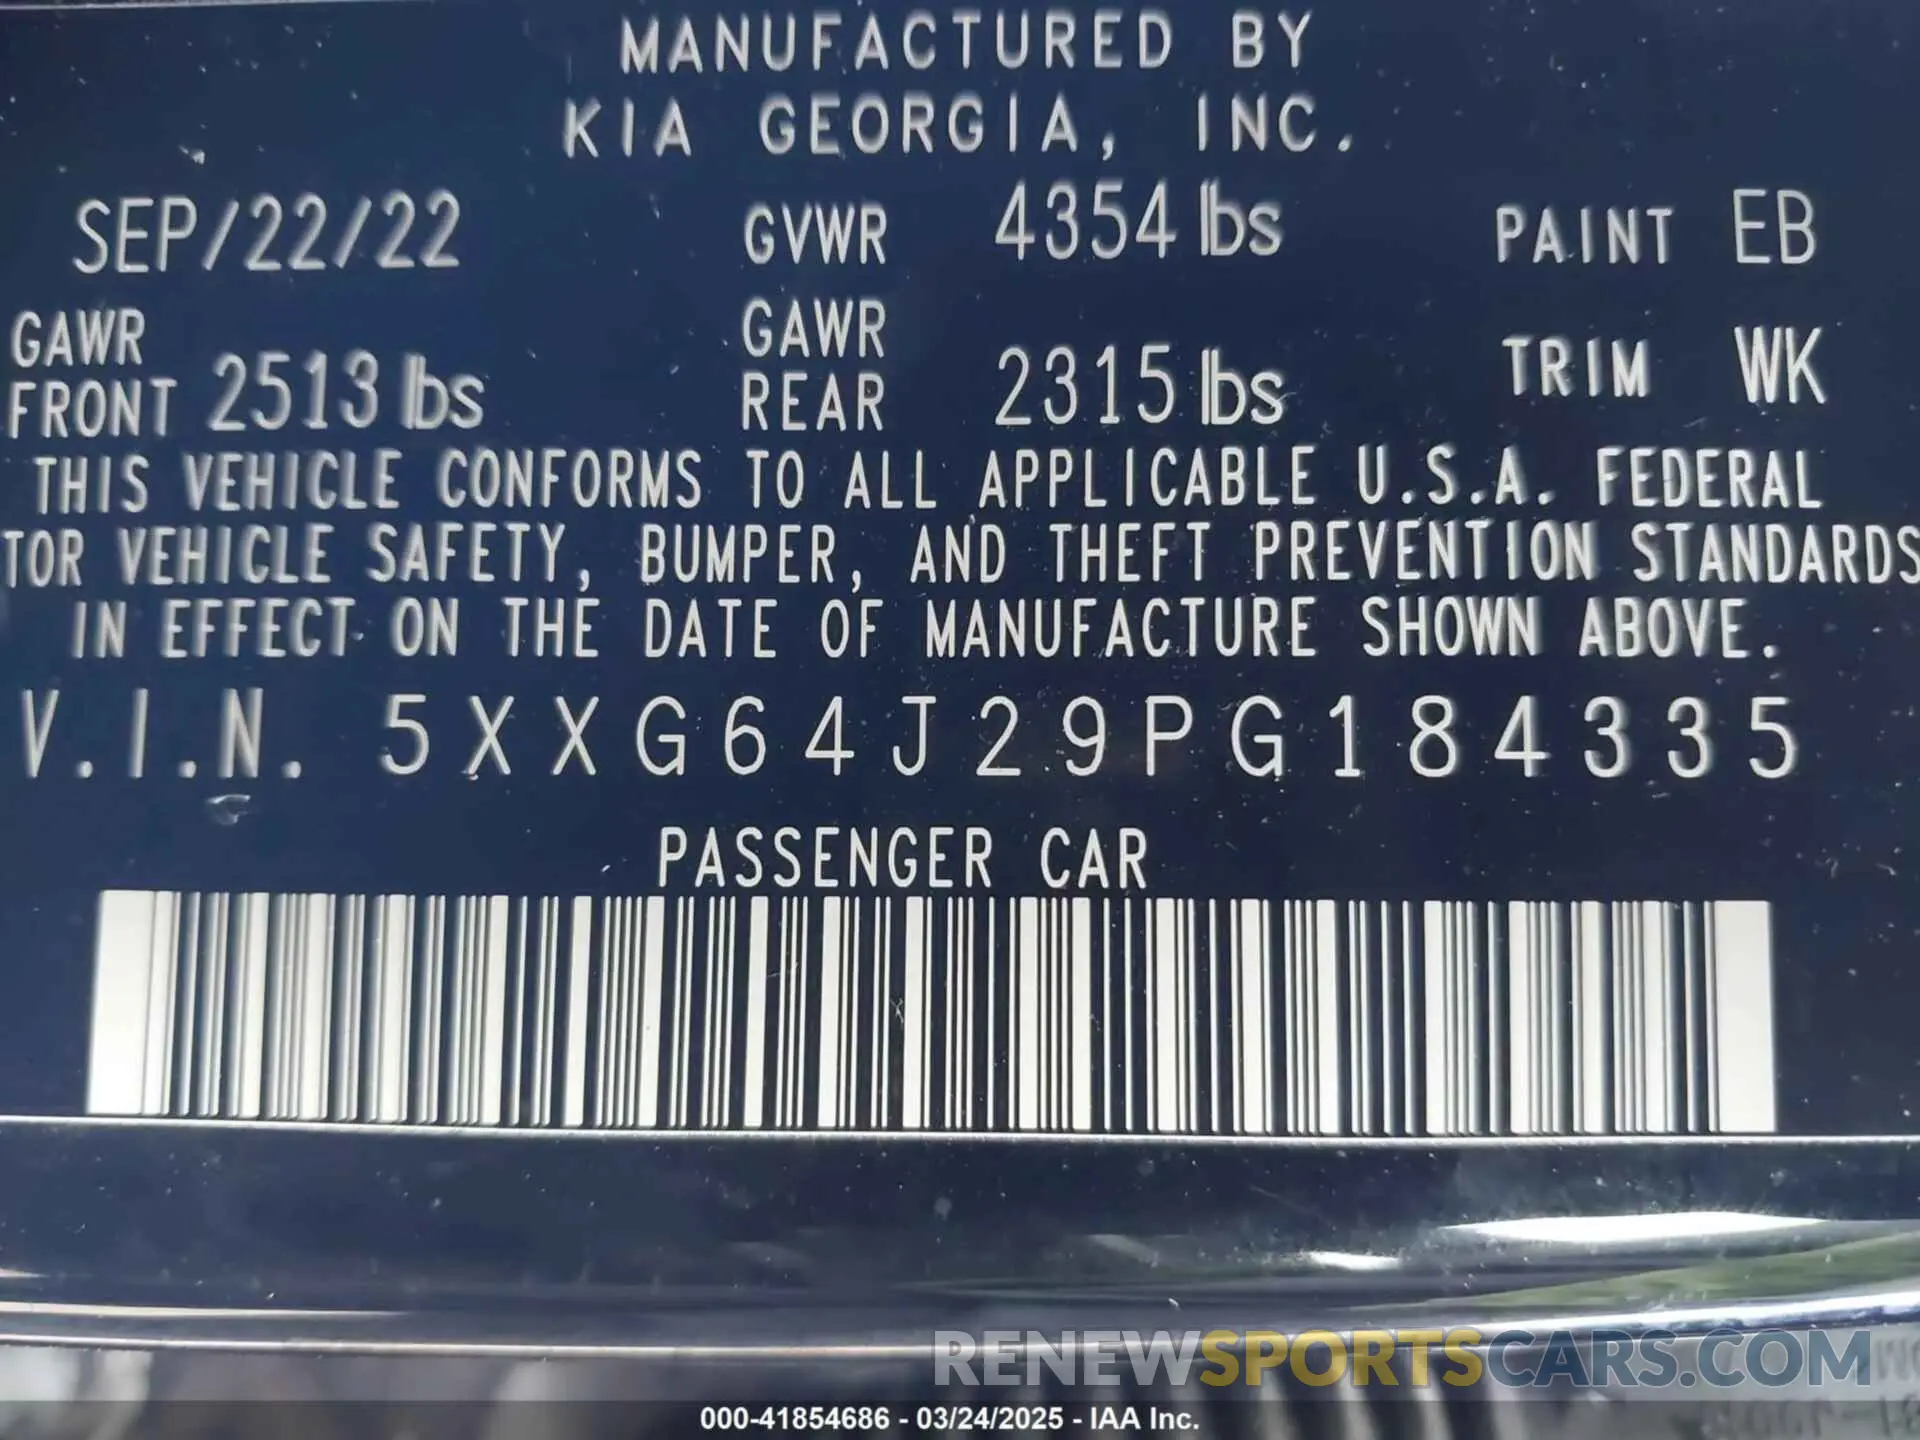 MANUFACTURED BY
KIA GEORGIA, INC.
SEP/22/22 GVWR 4354 lbs PAINT EB
GAWR FRONT 2513 lbs GAWR REAR 2315 lbs TRIM WK
THIS VEHICLE CONFORMS TO ALL APPLICABLE U.S.A. FEDERAL
TOR VEHICLE SAFETY, BUMPER, AND THEFT PREVENTION STANDARDS
IN EFFECT ON THE DATE OF MANUFACTURE SHOWN ABOVE.
V.I.N. 5XXG64J29PG184335
PASSENGER CAR
RENEWSPORTSCARS.COM
000-41854686 - 03/24/2025 - IAA Inc.